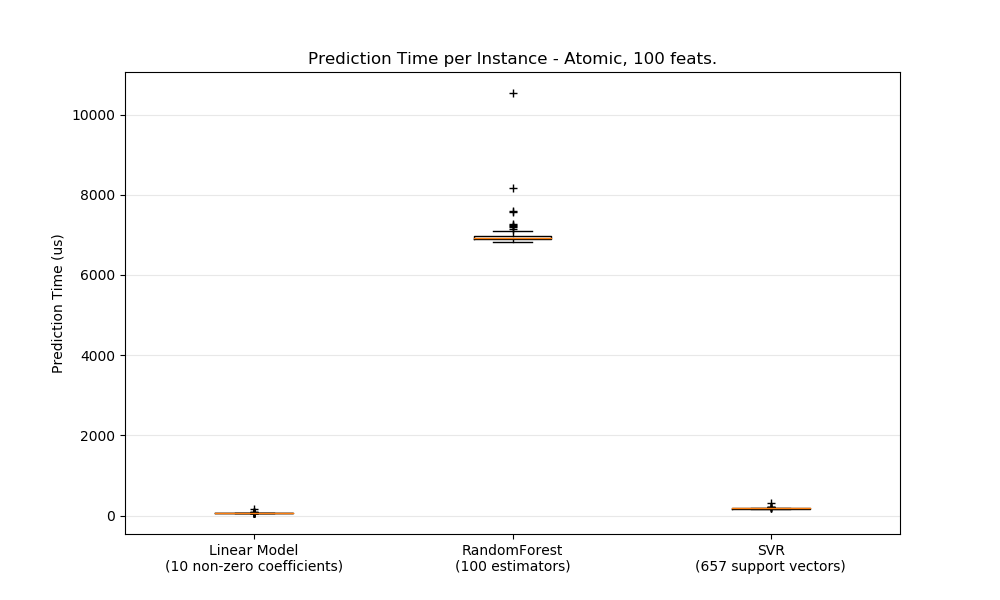 Prediction Time per Instance - Atomic, 100 feats.
Prediction Time (us)
10000
8000
6000
4000
2000
0
Linear Model
(10 non-zero coefficients)
RandomForest
(100 estimators)
SVR
(657 support vectors)